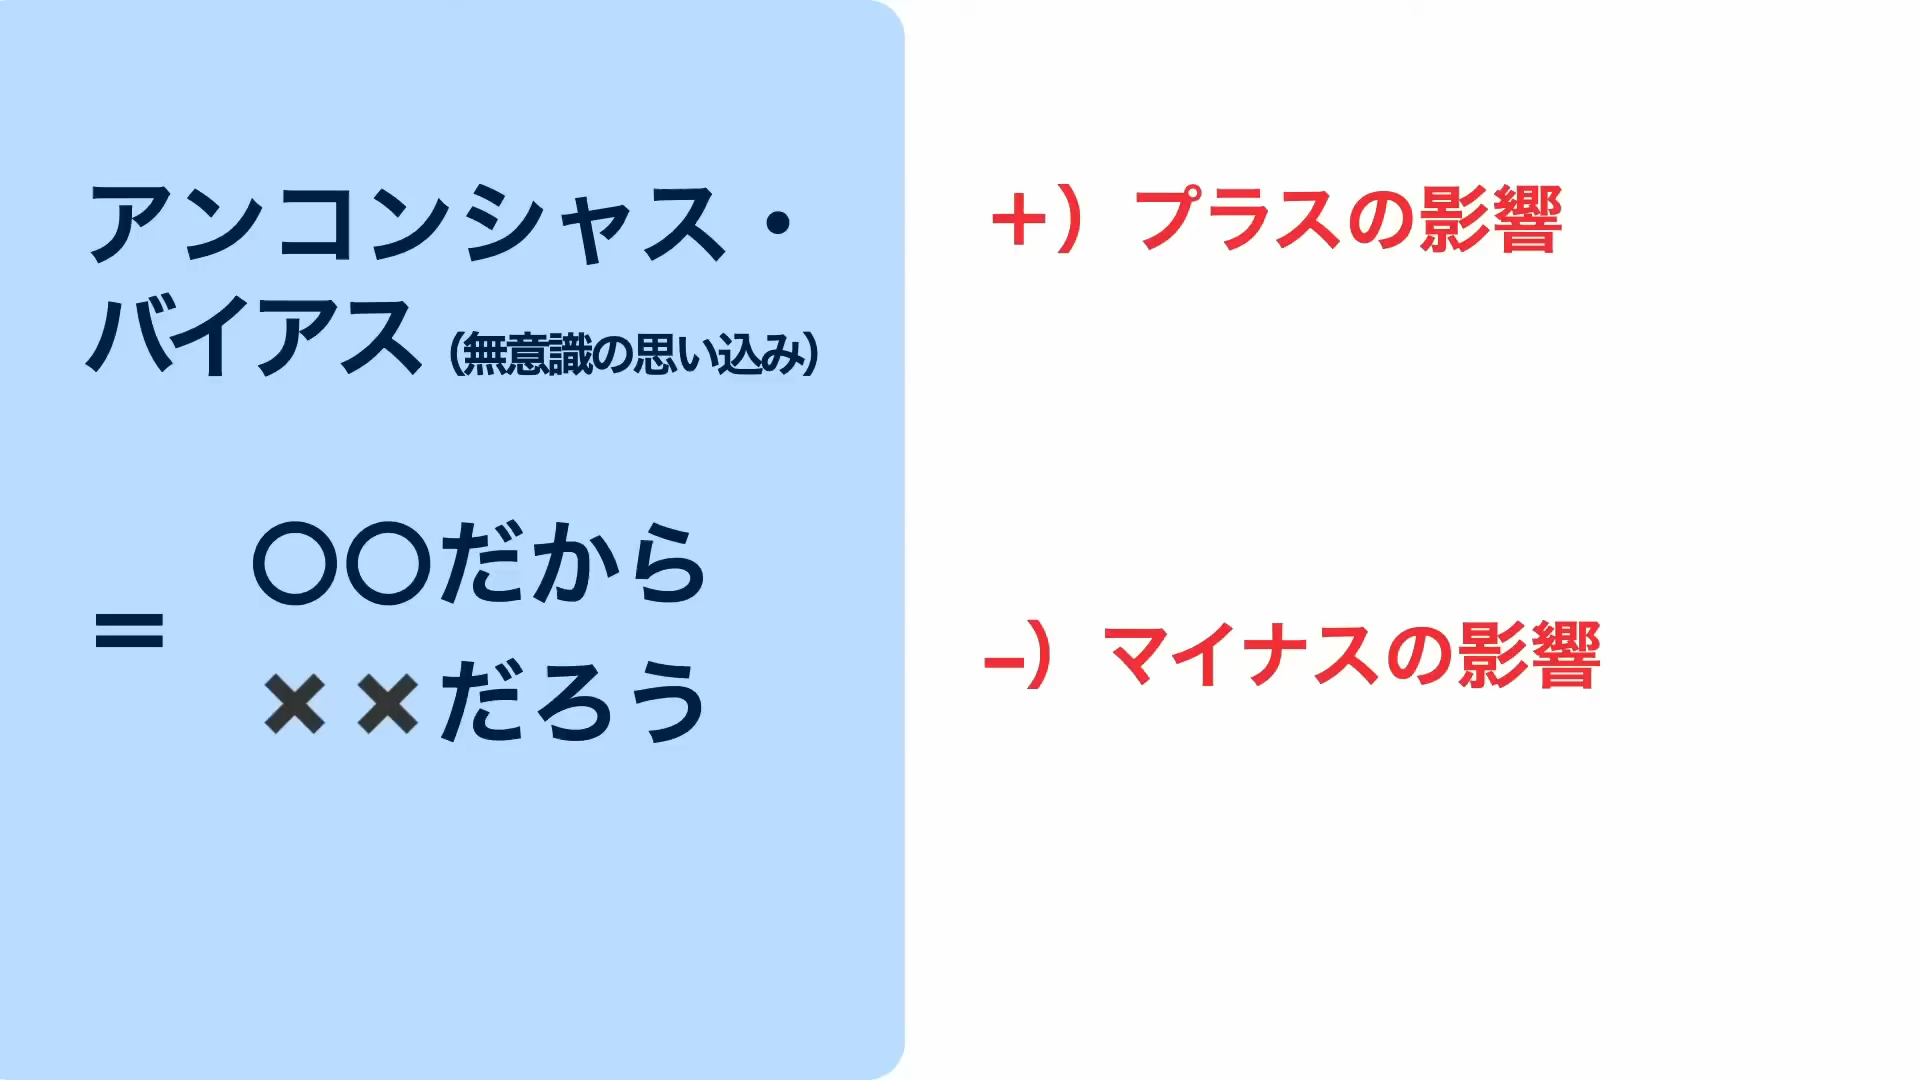 アンコンシャス・
バイアス（無意識の思い込み）
＝
〇〇だから
✖✖だろう
＋）プラスの影響
–）マイナスの影響